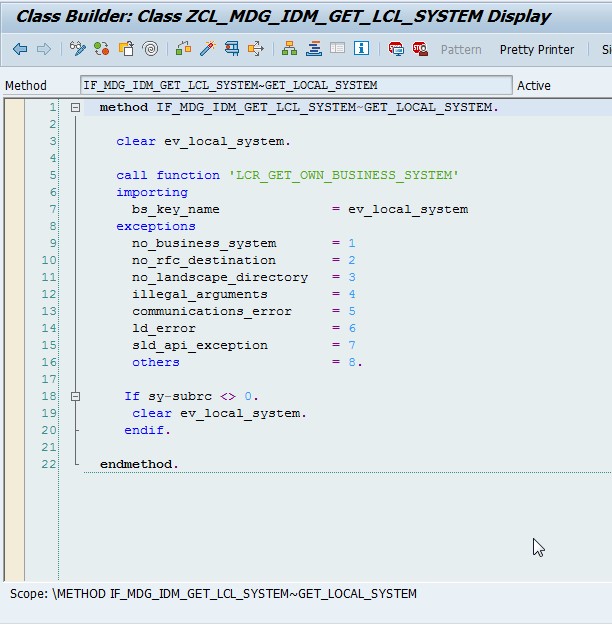 Class Builder: Class ZCL_MDG_IDM_GET_LCL_SYSTEM Display
Pattern Pretty Printer Si
Method IF_MDG_IDM_GET_LCL_SYSTEM~GET_LOCAL_SYSTEM Active
1 method IF_MDG_IDM_GET_LCL_SYSTEM~GET_LOCAL_SYSTEM.
2
3 clear ev_local_system.
4
5 call function 'LCR_GET_OWN_BUSINESS_SYSTEM'
6 importing
7 bs_key_name = ev_local_system
8 exceptions
9 no_business_system = 1
10 no_rfc_destination = 2
11 no_landscape_directory = 3
12 illegal_arguments = 4
13 communications_error = 5
14 ld_error = 6
15 sld_api_exception = 7
16 others = 8.
17
18 If sy-subrc <> 0.
19 clear ev_local_system.
20 endif.
21
22 endmethod.
Scope: \METHOD IF_MDG_IDM_GET_LCL_SYSTEM~GET_LOCAL_SYSTEM